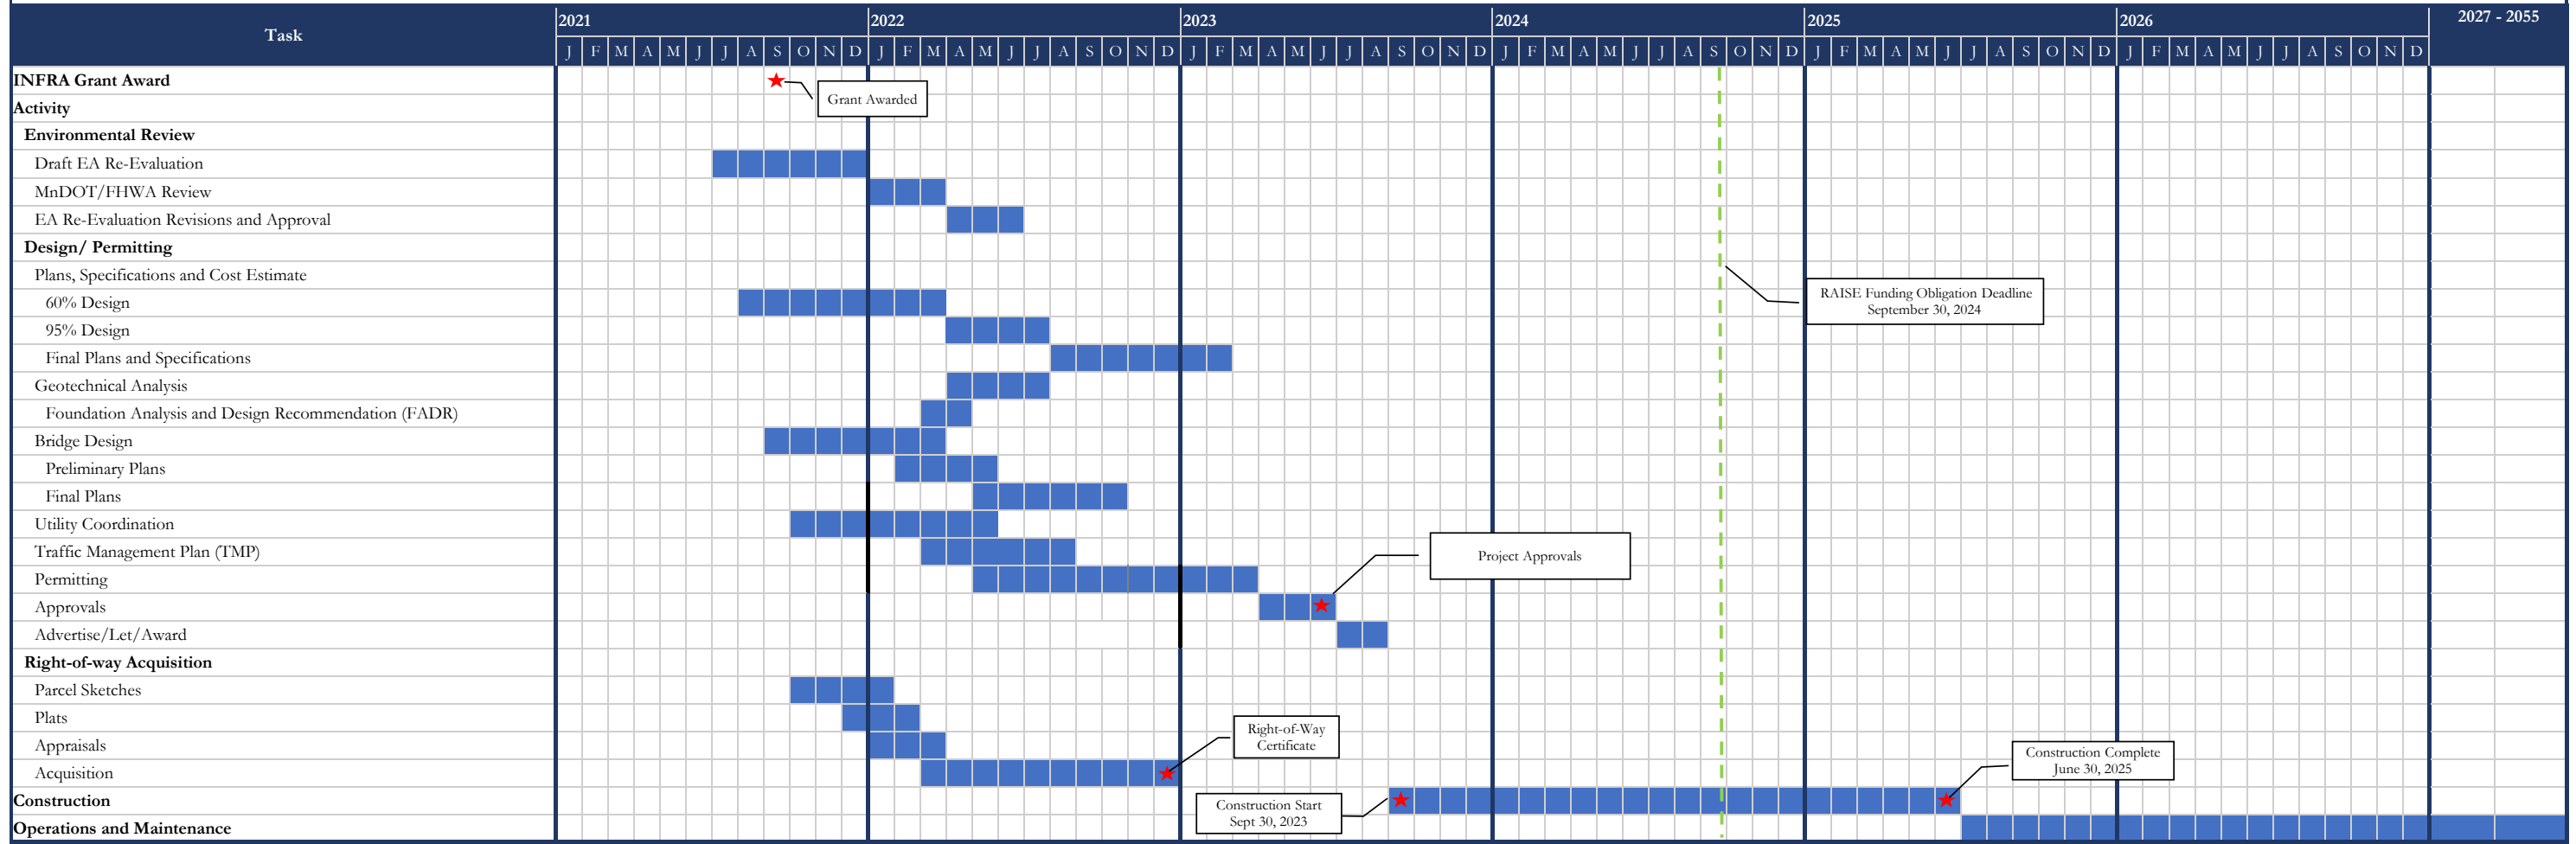 Task
2021 2022 2023 2024 2025 2026 2027 - 2055
J F M A M J J A S O N D J F M A M J J A S O N D J F M A M J J A S O N D J F M A M J J A S O N D J F M A M J J A S O N D J F M A M J J A S O N D
INFRA Grant Award
Grant Awarded
Activity
Environmental Review
Draft EA Re-Evaluation
MnDOT/FHWA Review
EA Re-Evaluation Revisions and Approval
Design/ Permitting
Plans, Specifications and Cost Estimate
RAISE Funding Obligation Deadline
September 30, 2024
60% Design
95% Design
Final Plans and Specifications
Geotechnical Analysis
Foundation Analysis and Design Recommendation (FADR)
Bridge Design
Preliminary Plans
Final Plans
Utility Coordination
Traffic Management Plan (TMP)
Project Approvals
Permitting
Approvals
Advertise/Let/Award
Right-of-way Acquisition
Parcel Sketches
Plats
Right-of-Way
Certificate
Appraisals
Construction Complete
June 30, 2025
Acquisition
Construction
Construction Start
Sept 30, 2023
Operations and Maintenance